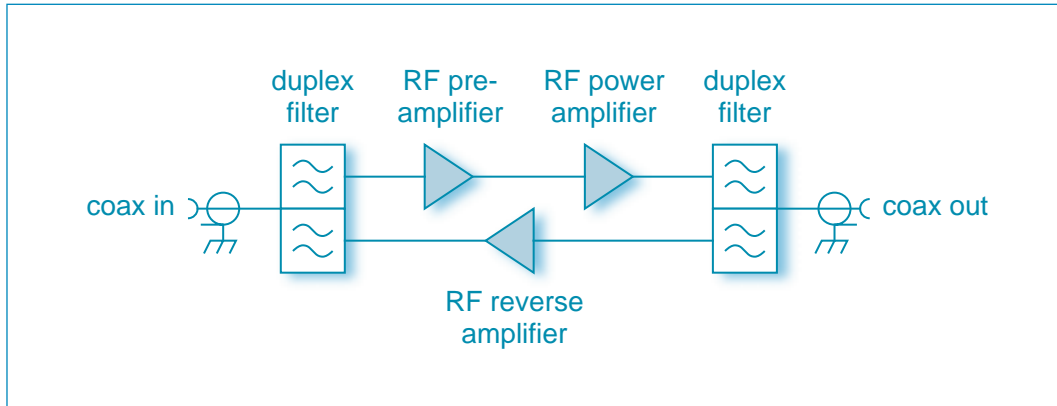 duplex
filter
RF pre-
amplifier
RF power
amplifier
duplex
filter
coax in
coax out
RF reverse
amplifier